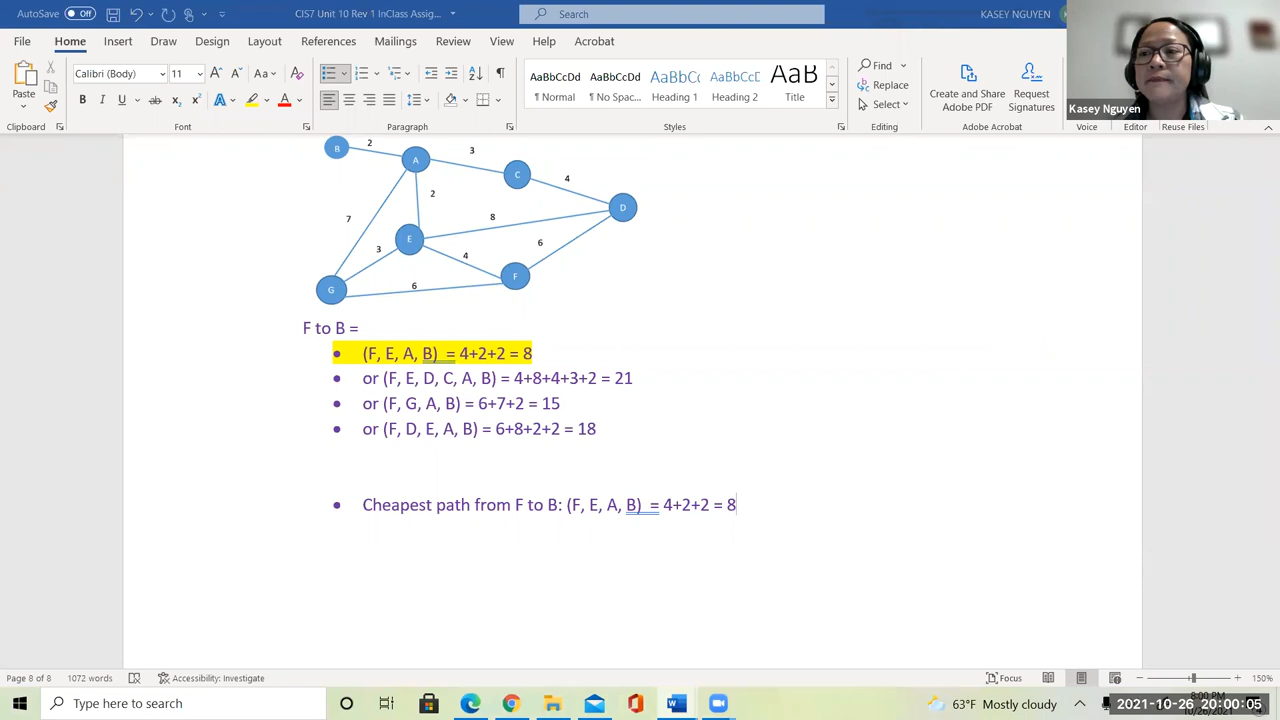 AutoSave Off
CIS7 Unit 10 Lecture N
Search
KASEY NGUYEN
File Home Insert Draw Design Layout References Mailings Review View Help Acrobat
Calibri (Body) 11
Paste
Clipboard Font Paragraph Styles Editing Adobe Acrobat Voice Editor Reuse Files
AaBbCcDd AaBbCcDd AaBbCc AaBbCcD AaB
¶ Normal ¶ No Spac... Heading 1 Heading 2 Title
Find
Replace
Select
Create and Share Adobe PDF
Request Signatures
Kasey Nguyen
B 2 A 3 C 4 D
2
7 8
E 6
3 4
F
G 6
F to B =
• (F, E, A, B) = 4+2+2 = 8
• or (F, E, D, C, A, B) = 4+8+4+3+2 = 21
• or (F, G, A, B) = 6+7+2 = 15
• or (F, D, E, A, B) = 6+8+2+2 = 18
• Cheapest path from F to B: (F, E, A, B) = 4+2+2 = 8
Page 8 of 8 1072 words Accessibility: Investigate Focus 150%
Type here to search
63°F Mostly cloudy
8:00 PM
2021-10-26 20:00:05